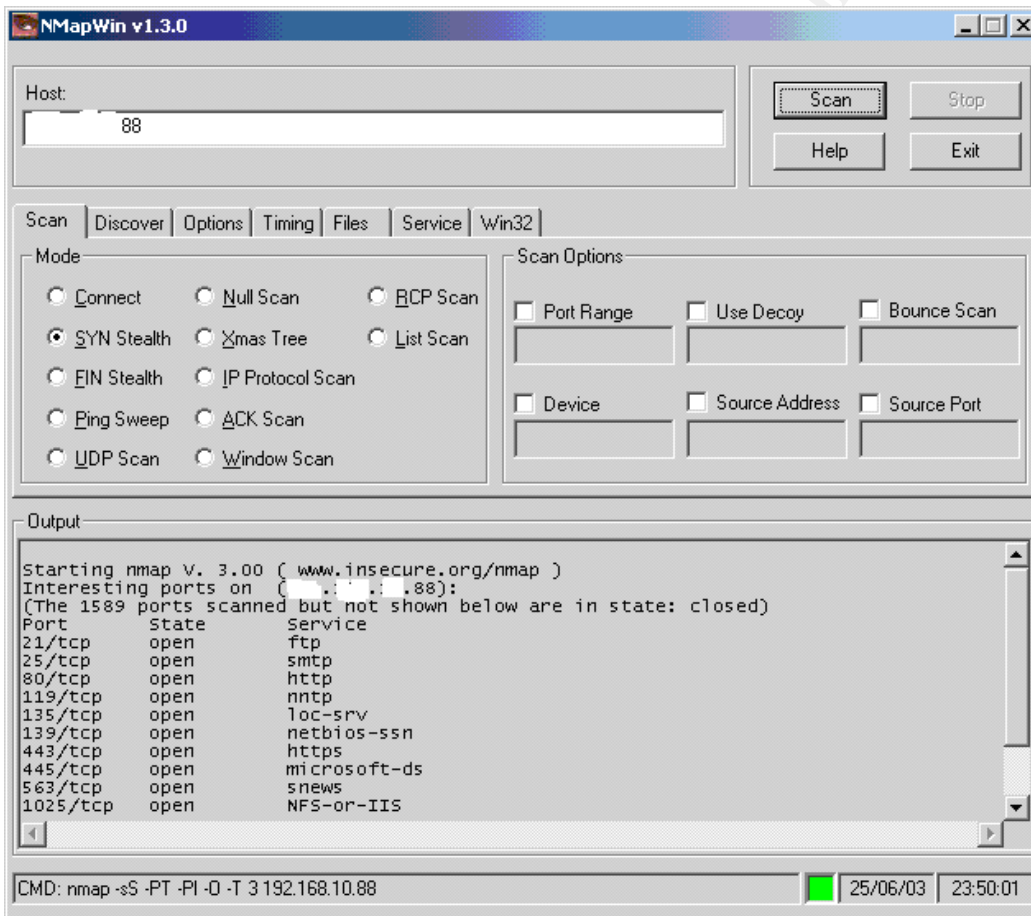 NMapWin v1.3.0
Host:
88
Scan Stop
Help Exit
Scan Discover Options Timing Files Service Win32
Mode
Connect Null Scan RCP Scan
SYN Stealth Xmas Tree List Scan
FIN Stealth IP Protocol Scan
Ping Sweep ACK Scan
UDP Scan Window Scan
Scan Options
Port Range Use Decoy Bounce Scan
Device Source Address Source Port
Output
Starting nmap V. 3.00 ( www.insecure.org/nmap )
Interesting ports on ( . . .88):
(The 1589 ports scanned but not shown below are in state: closed)
Port State Service
21/tcp open ftp
25/tcp open smtp
80/tcp open http
119/tcp open nntp
135/tcp open loc-srv
139/tcp open netbios-ssn
443/tcp open https
445/tcp open microsoft-ds
563/tcp open snews
1025/tcp open NFS-or-IIS
CMD: nmap -sS -PT -PI -O -T 3 192.168.10.88 25/06/03 23:50:01